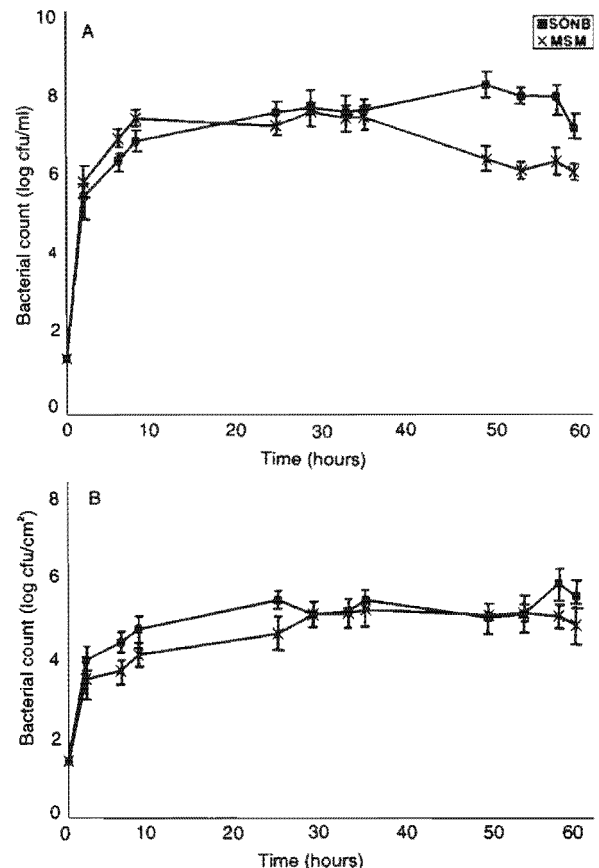 10
A
SONB
MSM
8
6
4
2
0
Bacterial count (log cfu/ml)
0 10 20 30 40 50 60
Time (hours)
8
B
6
4
2
0
Bacterial count (log cfu/cm²)
0 10 20 30 40 50 60
Time (hours)